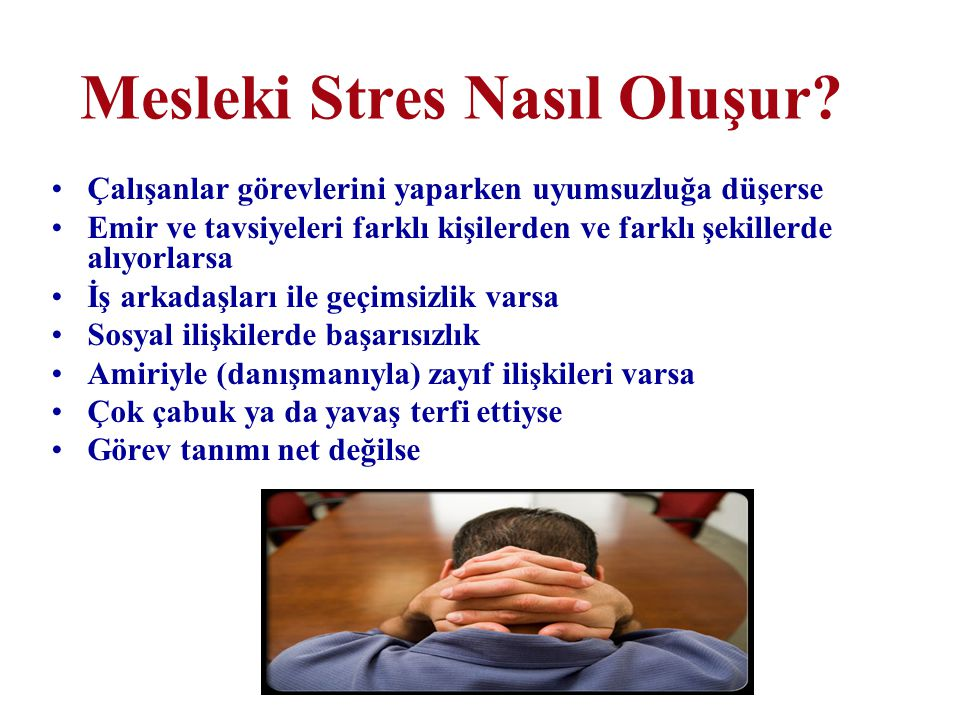 Mesleki Stres Nasıl Oluşur?
• Çalışanlar görevlerini yaparken uyumsuzluğa düşerse
• Emir ve tavsiyeleri farklı kişilerden ve farklı şekillerde
alıyorlarsa
• İş arkadaşları ile geçimsizlik varsa
• Sosyal ilişkilerde başarısızlık
• Amiriyle (danışmanıyla) zayıf ilişkileri varsa
• Çok çabuk ya da yavaş terfi ettiyse
• Görev tanımı net değilse